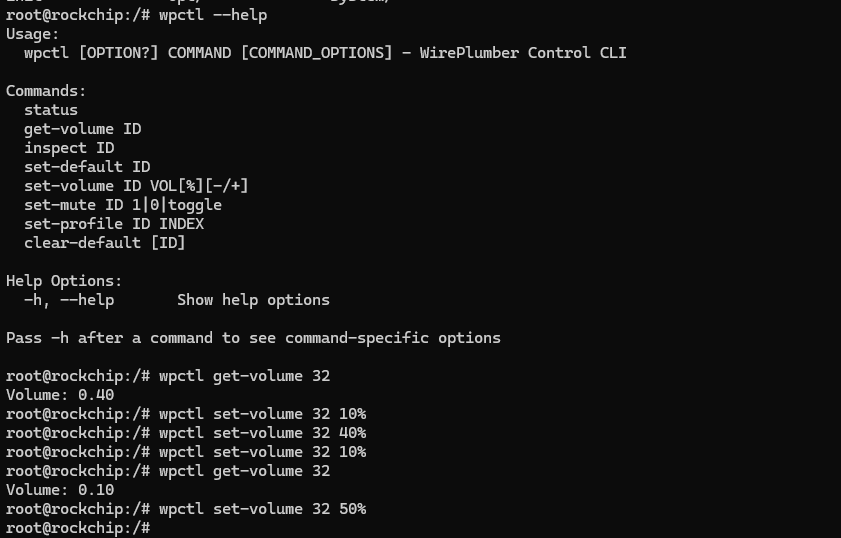 root@rockchip:/# wpctl --help
Usage:
  wpctl [OPTION?] COMMAND [COMMAND_OPTIONS] - WirePlumber Control CLI

Commands:
  status
  get-volume ID
  inspect ID
  set-default ID
  set-volume ID VOL[%][-/+]
  set-mute ID 1|0|toggle
  set-profile ID INDEX
  clear-default [ID]

Help Options:
  -h, --help       Show help options

Pass -h after a command to see command-specific options

root@rockchip:/# wpctl get-volume 32
Volume: 0.40
root@rockchip:/# wpctl set-volume 32 10%
root@rockchip:/# wpctl set-volume 32 40%
root@rockchip:/# wpctl set-volume 32 10%
root@rockchip:/# wpctl get-volume 32
Volume: 0.10
root@rockchip:/# wpctl set-volume 32 50%
root@rockchip:/#